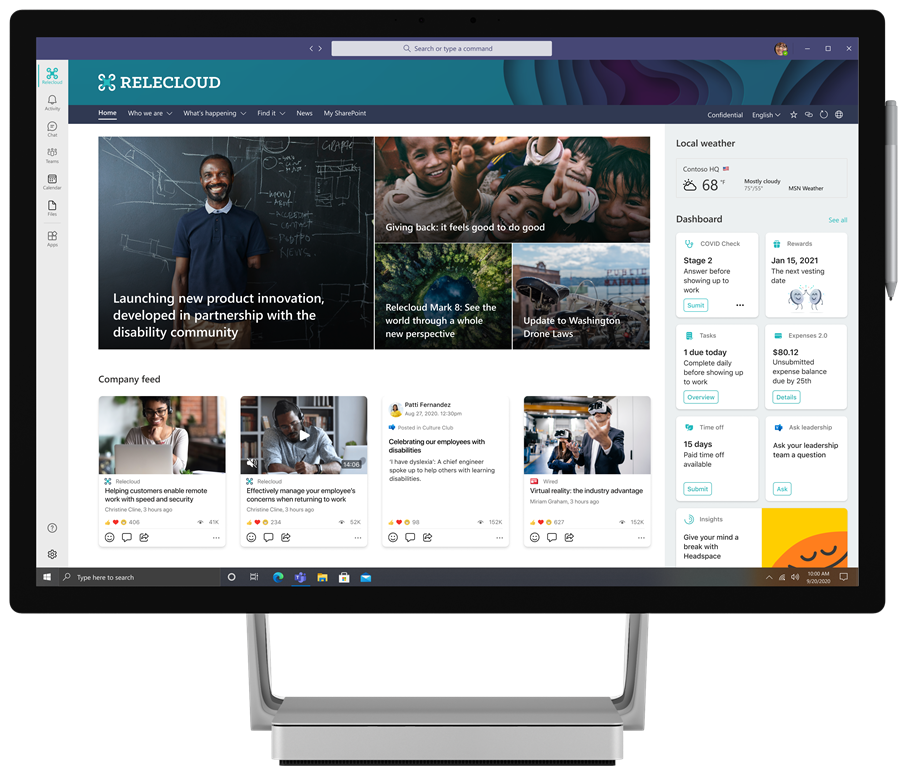 Search or type a command
Relecloud
Activity
Chat
Teams
Calendar
Files
Apps
RELECLOUD
Home
Who we are
What's happening
Find it
News
My SharePoint
Confidential
English
Launching new product innovation,
developed in partnership with the
disability community
Giving back: it feels good to do good
Relecloud Mark 8: See the
world through a whole
new perspective
Update to Washington
Drone Laws
Company feed
Relecloud
Helping customers enable remote
work with speed and security
Christine Cline, 3 hours ago
406
41K
14:06
Relecloud
Effectively manage your employee's
concerns when returning to work
Christine Cline, 3 hours ago
234
52K
Patti Fernandez
Aug 27, 2020. 12:30pm
Posted in Culture Club
Celebrating our employees with
disabilities
'I have dyslexia': A chief engineer
spoke up to help others with learning
disabilities.
98
152K
Wired
Virtual reality: the industry advantage
Miriam Graham, 3 hours ago
627
152K
Local weather
Contoso HQ
68 °F
Mostly cloudy
75°/55°
MSN Weather
Dashboard
See all
COVID Check
Stage 2
Answer before
showing up to
work
Sumit
Rewards
Jan 15, 2021
The next vesting
date
Tasks
1 due today
Complete daily
before showing up
to work
Overview
Expenses 2.0
$80.12
Unsubmitted
expense balance
due by 25th
Details
Time off
15 days
Paid time off
available
Submit
Ask leadership
Ask your leadership
team a question
Ask
Insights
Give your mind a
break with
Headspace
Type here to search
10:00 AM
9/20/2020